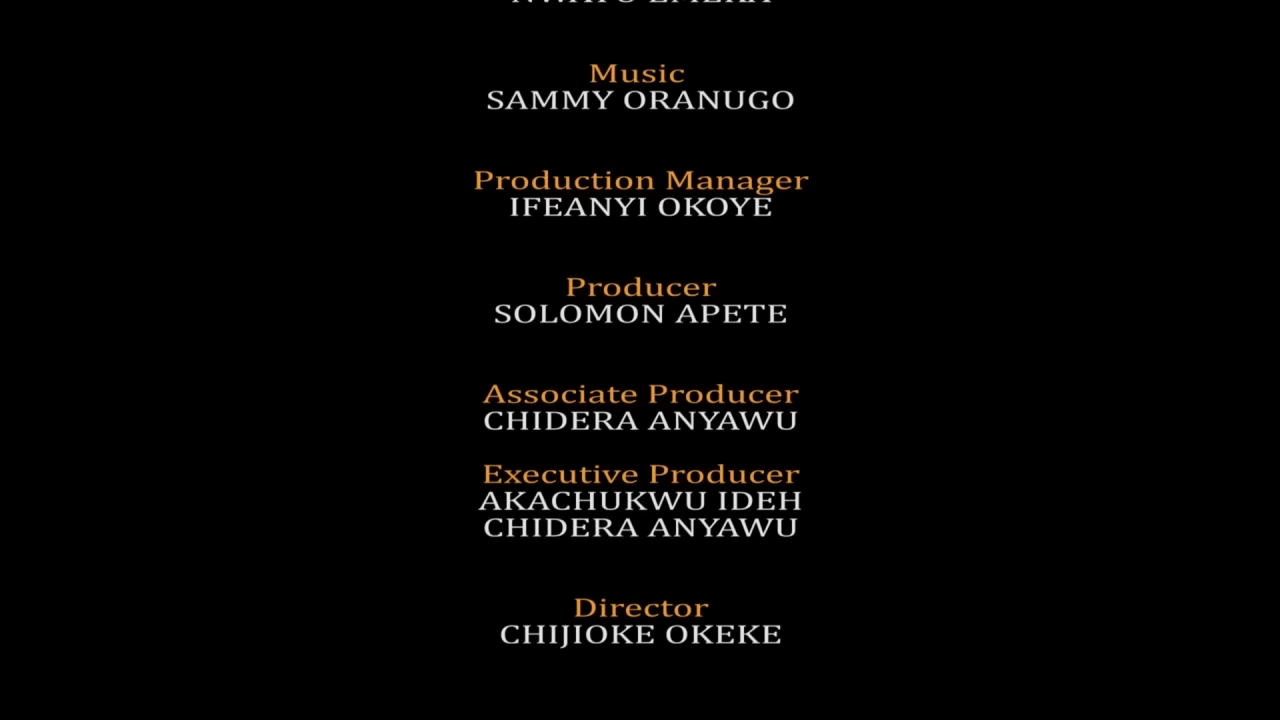 Music
SAMMY ORANUGO
Production Manager
IFEANYI OKOYE
Producer
SOLOMON APETE
Associate Producer
CHIDERA ANYAWU
Executive Producer
AKACHUKWU IDEH
CHIDERA ANYAWU
Director
CHIJIOKE OKEKE